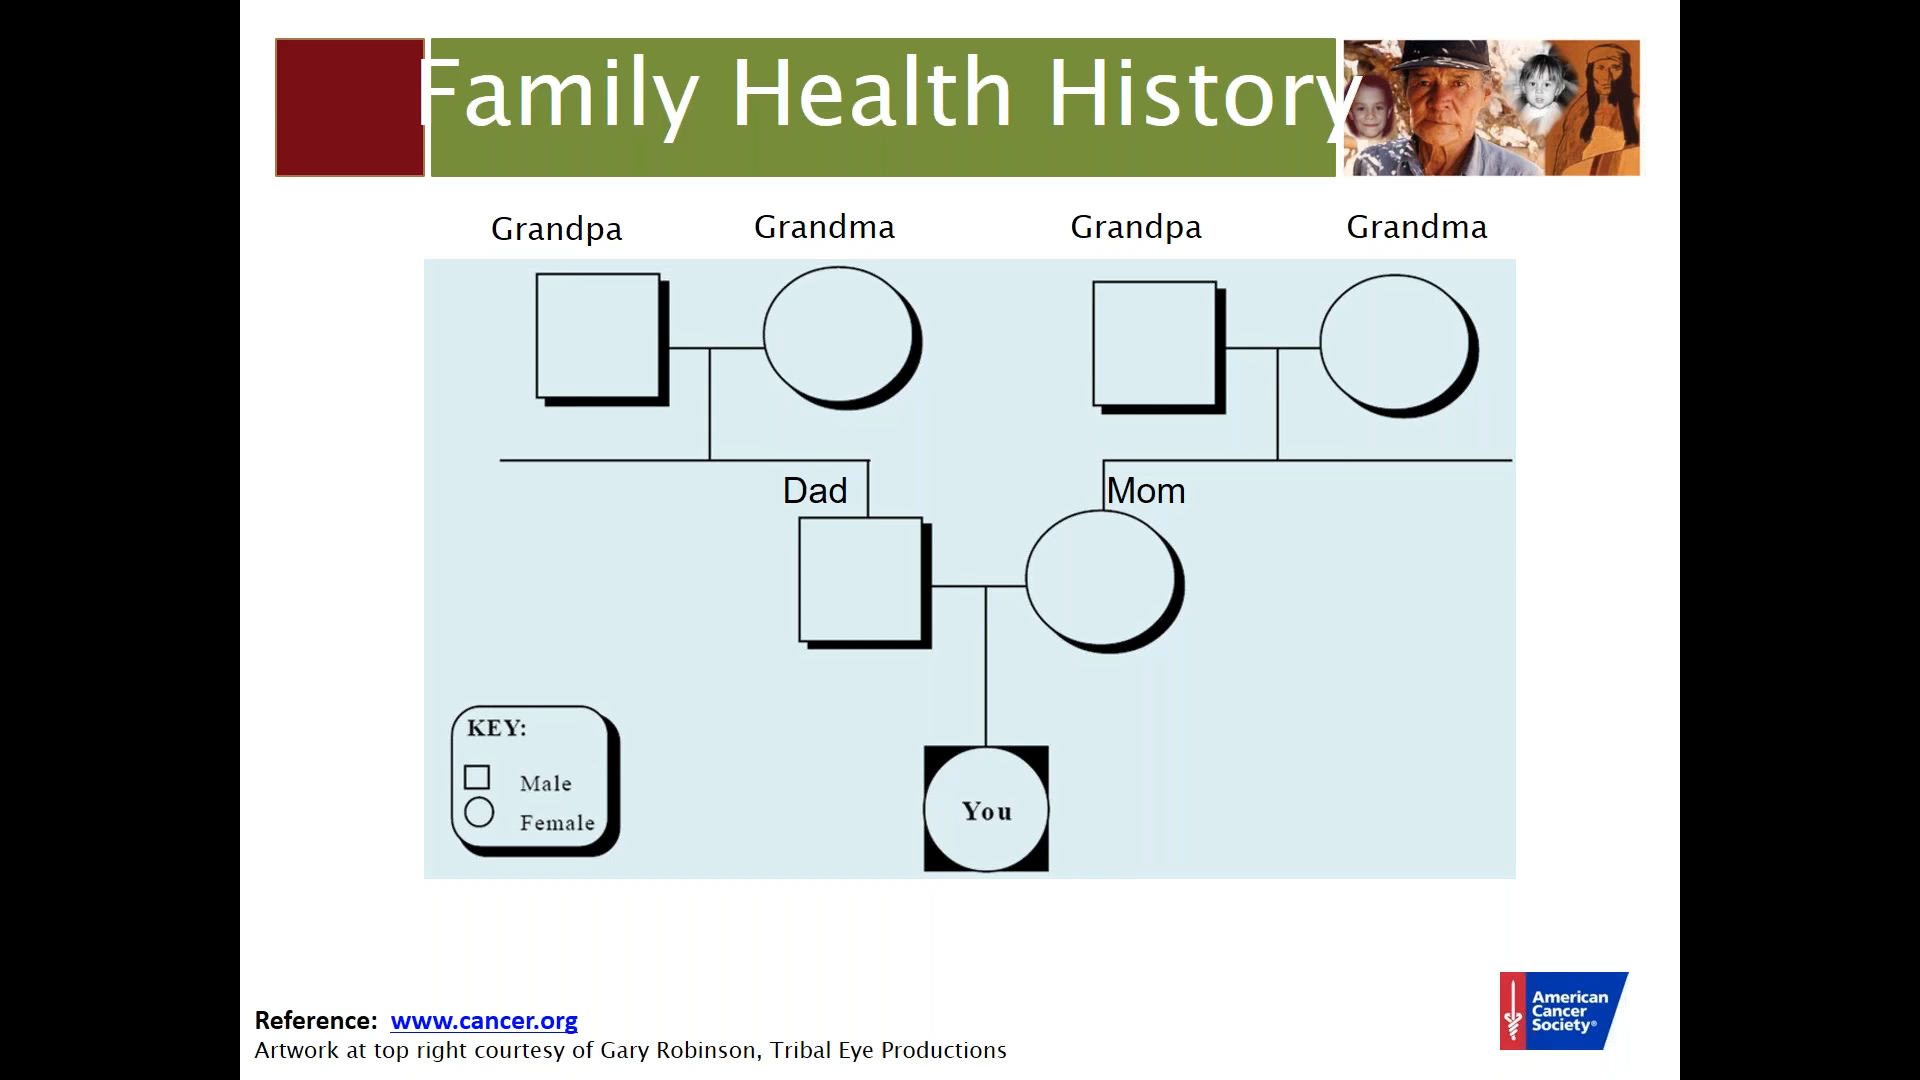 Family Health History
Grandpa Grandma Grandpa Grandma
Dad Mom
KEY:
Male
Female
You
Reference: www.cancer.org
Artwork at top right courtesy of Gary Robinson, Tribal Eye Productions
American
Cancer
Society®